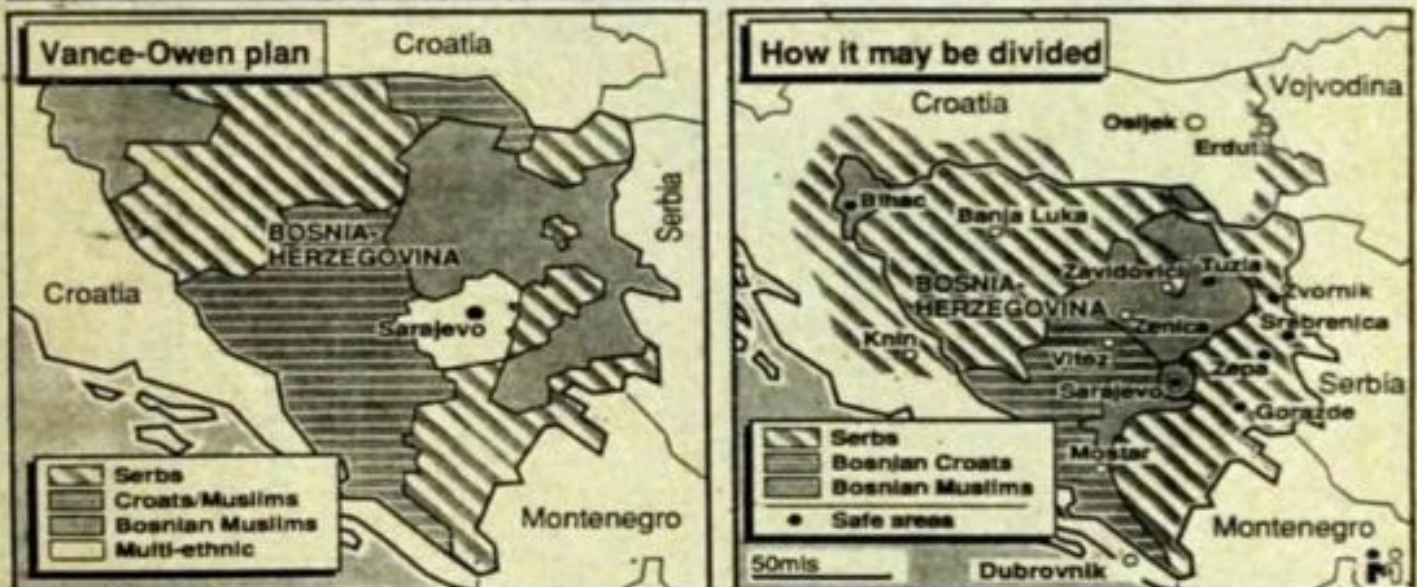 Vance-Owen plan
Croatia
BOSNIA-
HERZEGOVINA
Serbia
Croatia
Sarajevo
Montenegro
Serbs
Croats/Muslims
Bosnian Muslims
Multi-ethnic
How it may be divided
Vojvodina
Croatia
Osijek
Erdut
Bihac
Banja Luka
Zavidovici
Tuzla
BOSNIA-
HERZEGOVINA
Zvornik
Zenica
Srebrenica
Knin
Vitez
Zepa
Sarajevo
Serbia
Gorazde
Mostar
Serbs
Bosnian Croats
Bosnian Muslims
Safe areas
Montenegro
50mls
Dubrovnik